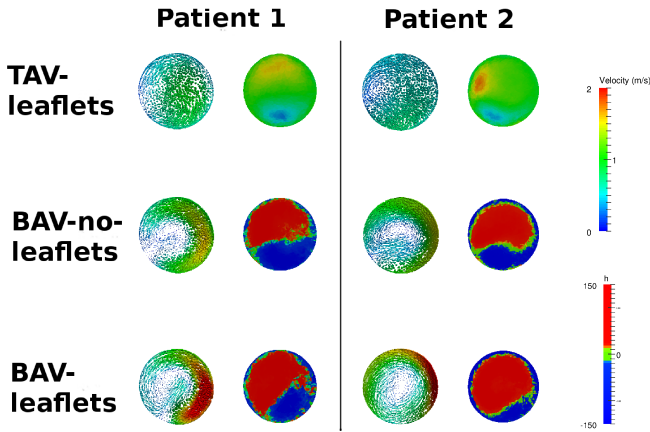 Patient 1
Patient 2
TAV-
leaflets
BAV-no-
leaflets
BAV-
leaflets
Velocity (m/s)
2
1
0
h
150
0
-150